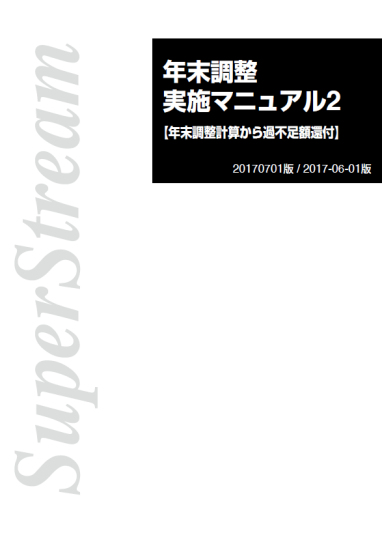 SuperStream
年末調整
実施マニュアル2
【年末調整計算から過不足額還付】
20170701版 / 2017-06-01版